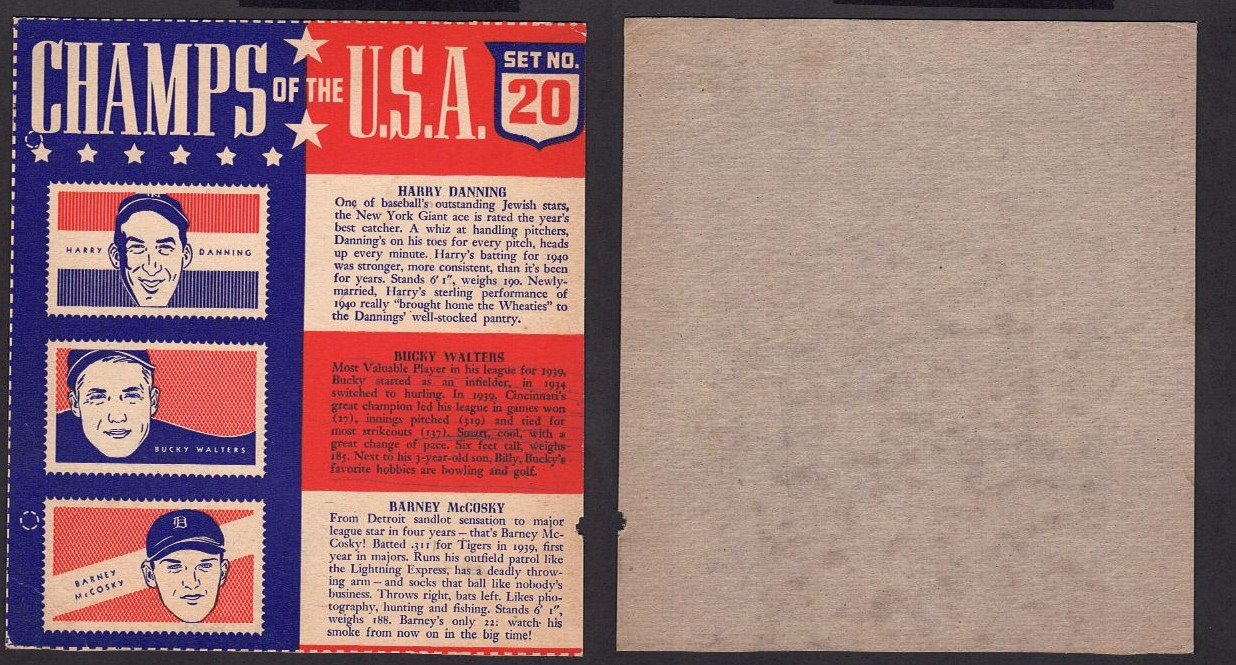 CHAMPS OF THE U.S.A.
SET NO.
20
HARRY DANNING
HARRY DANNING
One of baseball's outstanding Jewish stars,
the New York Giant ace is rated the year's
best catcher. A whiz at handling pitchers,
Danning's on his toes for every pitch, heads
up every minute. Harry's batting for 1940
was stronger, more consistent, than it's been
for years. Stands 6' 1", weighs 190. Newly-
married, Harry's sterling performance of
1940 really "brought home the Wheaties" to
the Dannings' well-stocked pantry.
BUCKY WALTERS
BUCKY WALTERS
Most Valuable Player in his league for 1939,
Bucky started as an infielder, in 1934
switched to hurling. In 1939, Cincinnati's
great champion led his league in games won
(27), innings pitched (319) and tied for
most strikeouts (137). Smart, cool, with a
great change of pace. Six feet tall, weighs
185. Next to his 3-year-old son, Billy, Bucky's
favorite hobbies are bowling and golf.
D
BARNEY
McCOSKY
BARNEY McCOSKY
From Detroit sandlot sensation to major
league star in four years — that's Barney Mc-
Cosky! Batted .311 for Tigers in 1939, first
year in majors. Runs his outfield patrol like
the Lightning Express, has a deadly throw-
ing arm — and socks that ball like nobody's
business. Throws right, bats left. Likes pho-
tography, hunting and fishing. Stands 6' 1",
weighs 188. Barney's only 22: watch his
smoke from now on in the big time!